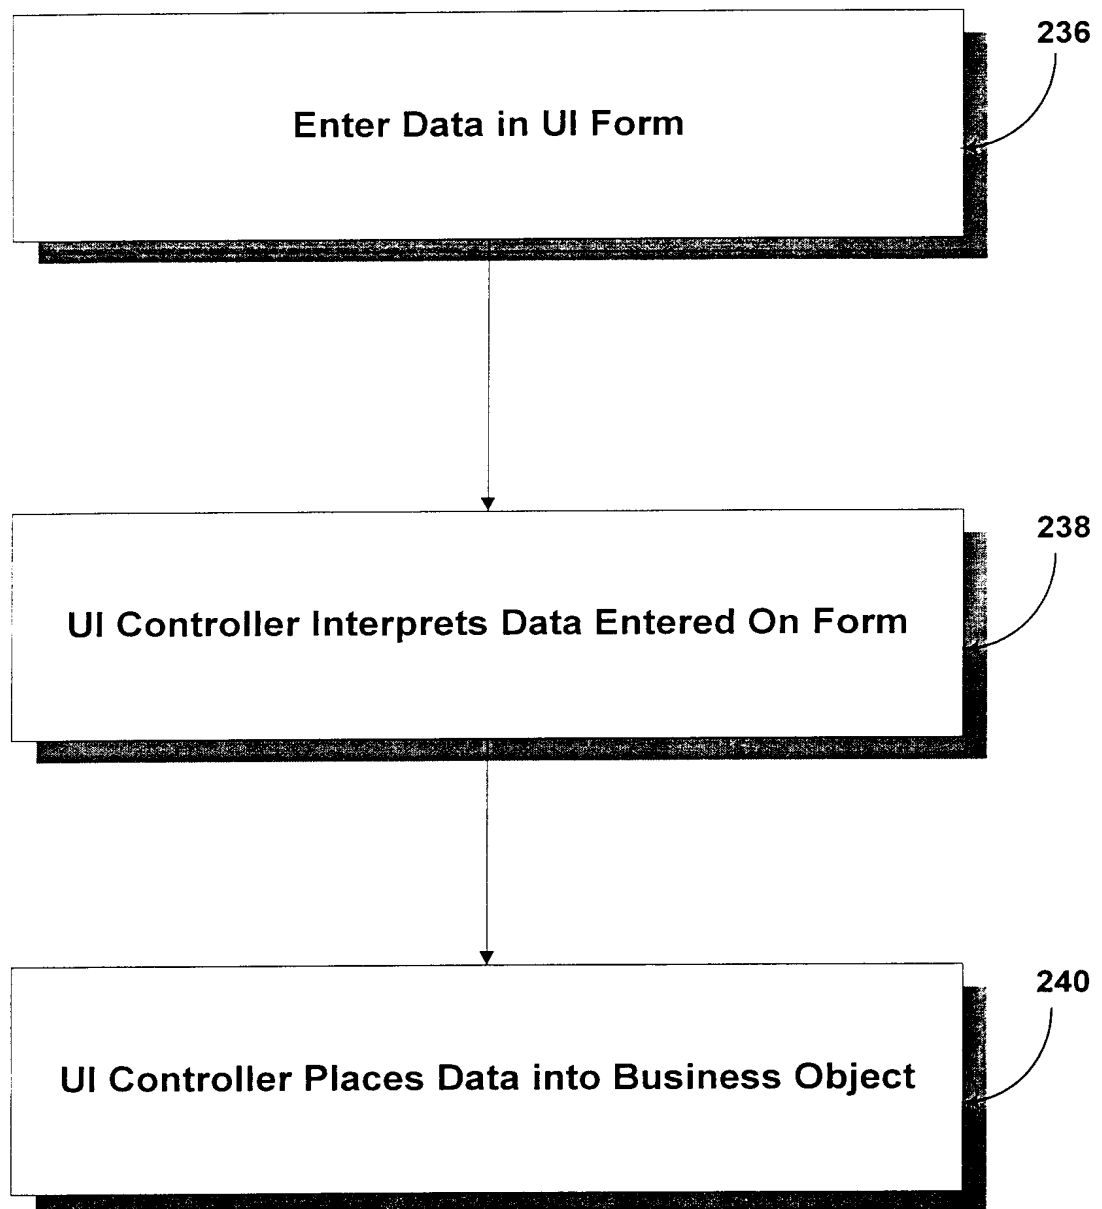 236
Enter Data in UI Form
238
UI Controller Interprets Data Entered On Form
240
UI Controller Places Data into Business Object